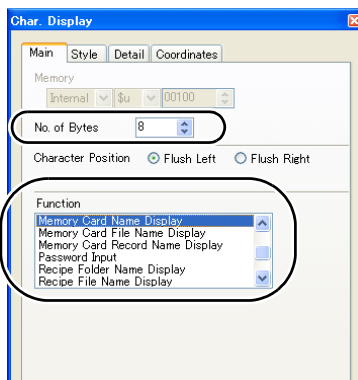 Char. Display
Main Style Detail Coordinates
Memory
Internal $u 00100
No. of Bytes 8
Character Position Flush Left Flush Right
Function
Memory Card Name Display
Memory Card File Name Display
Memory Card Record Name Display
Password Input
Recipe Folder Name Display
Recipe File Name Display